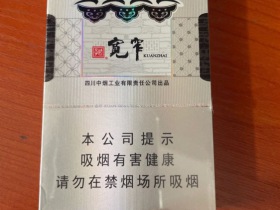 宽窄
KUANZHAI
四川中烟工业有限责任公司出品
本公司提示
吸烟有害健康
请勿在禁烟场所吸烟